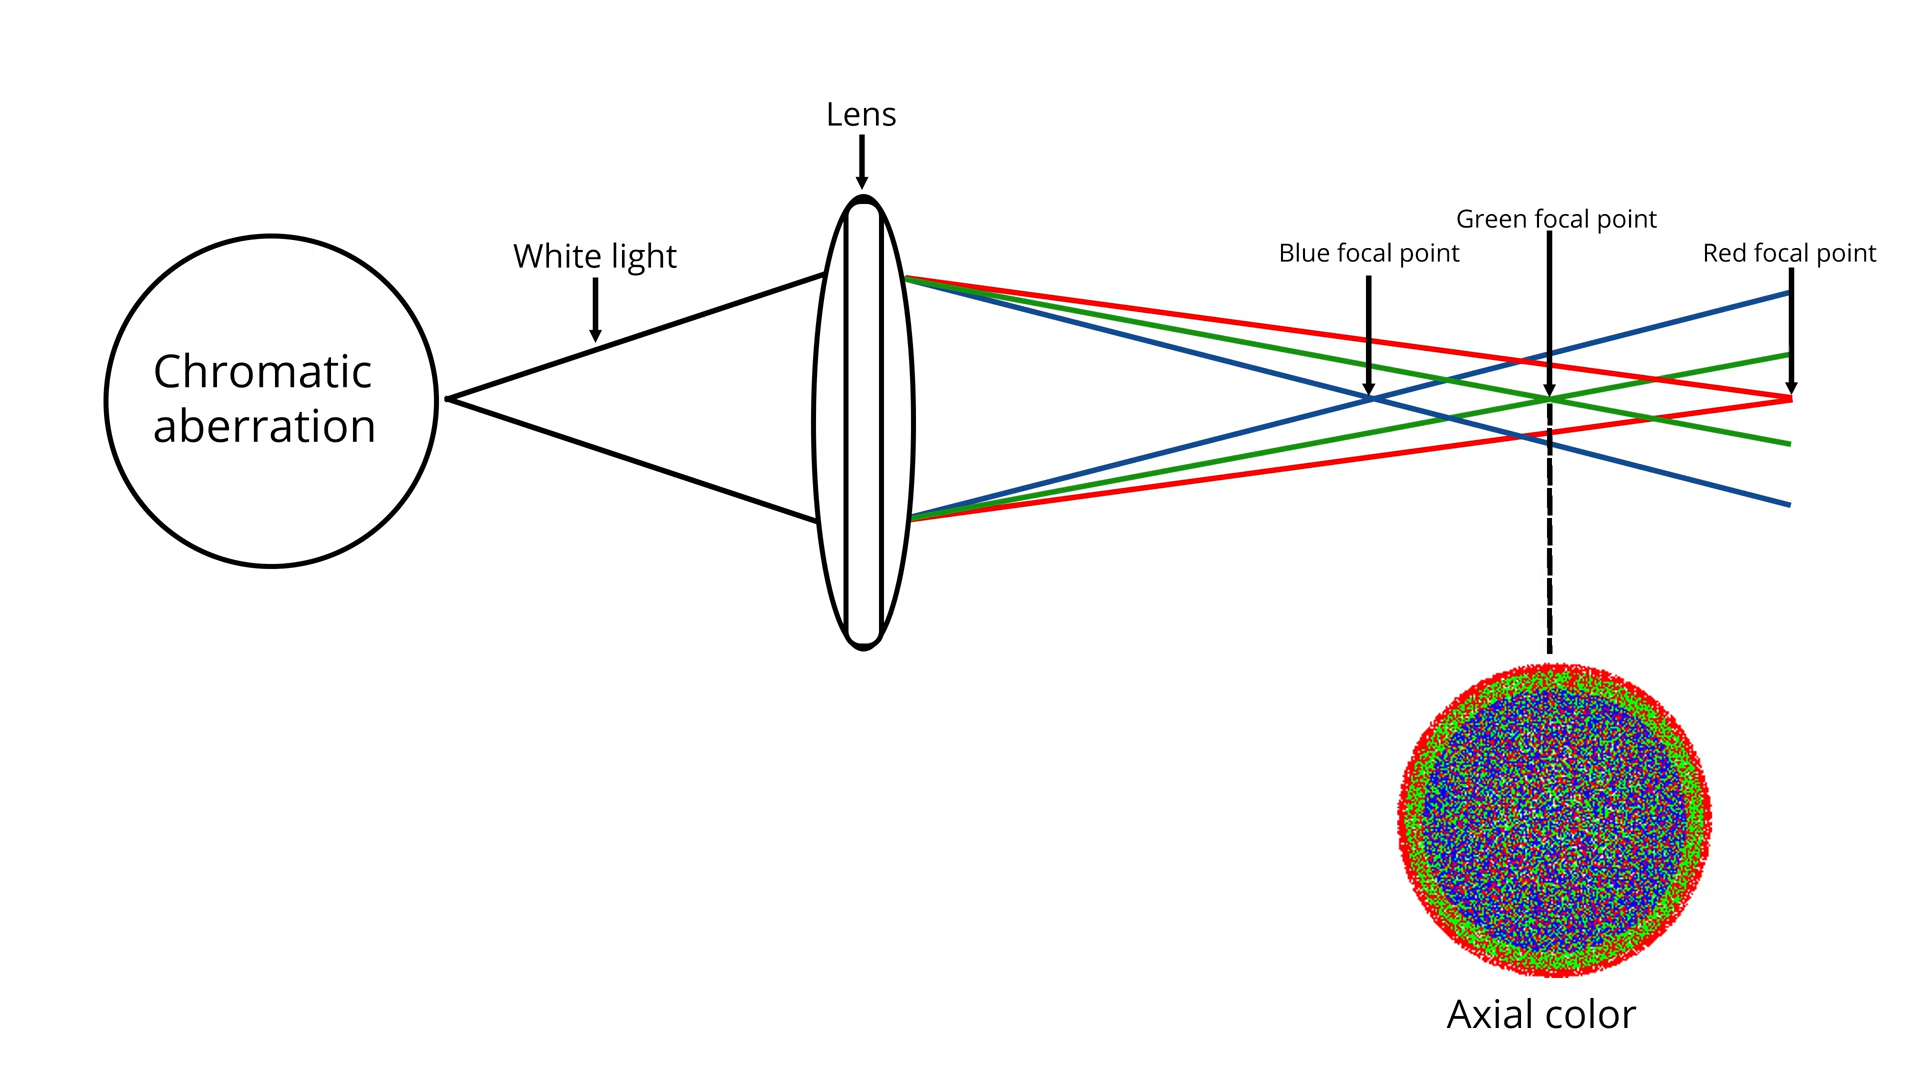 Lens
Green focal point
White light
Blue focal point
Red focal point
Chromatic
aberration
Axial color